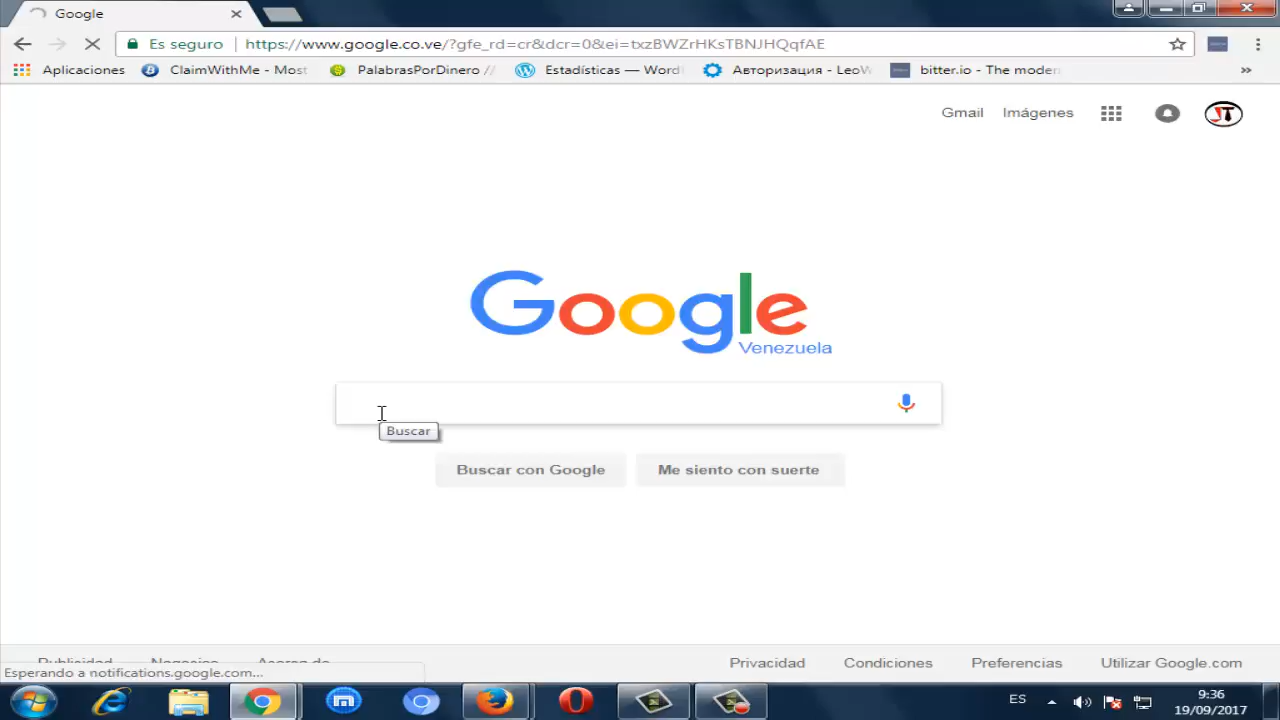 Google
Es seguro https://www.google.co.ve/?gfe_rd=cr&dcr=0&ei=txzBWZrHKsTBNJHQqfAE
Aplicaciones ClaimWithMe - Most PalabrasPorDinero // Estadísticas — Word Авторизация - LeoW bitter.io - The moder
Gmail Imágenes JT
Google
Venezuela
Buscar
Buscar con Google Me siento con suerte
Publicidad Negocios Acerca de Privacidad Condiciones Preferencias Utilizar Google.com
Esperando a notifications.google.com...
ES 9:36
19/09/2017